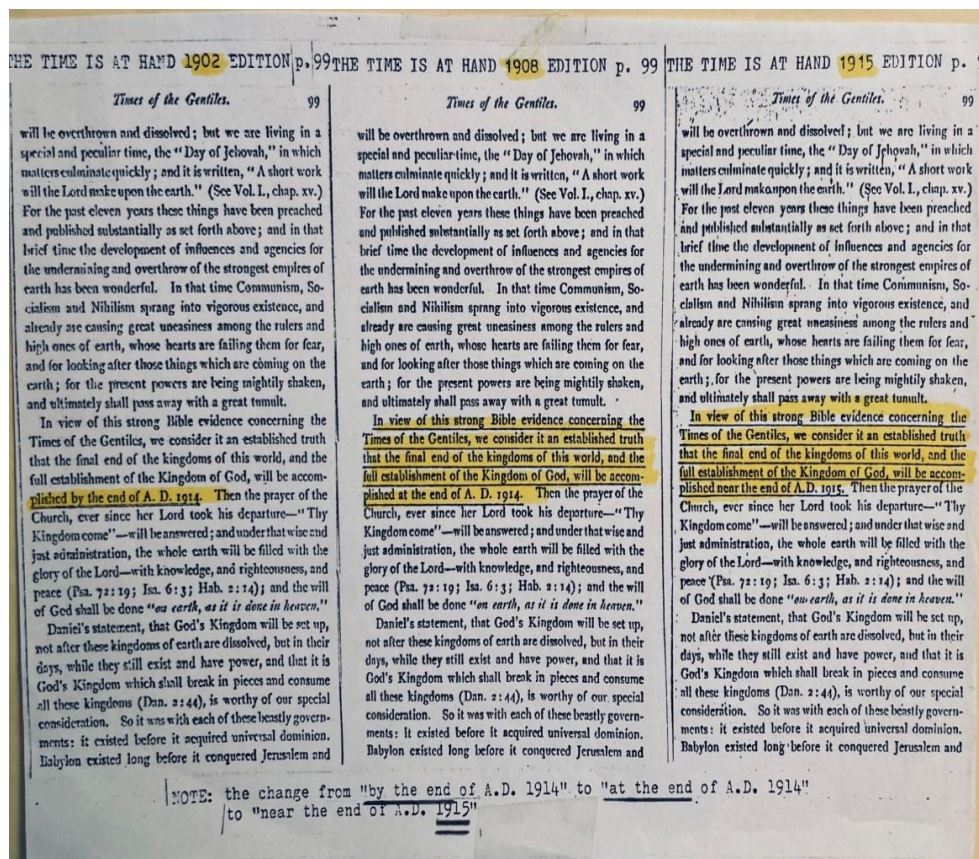 THE TIME IS AT HAND 1902 EDITION p. 99
Times of the Gentiles. 99
will be overthrown and dissolved; but we are living in a
special and peculiar time, the "Day of Jehovah," in which
matters culminate quickly; and it is written, "A short work
will the Lord make upon the earth." (See Vol. I., chap. xv.)
For the past eleven years these things have been preached
and published substantially as set forth above; and in that
brief time the development of influences and agencies for
the undermining and overthrow of the strongest empires of
earth has been wonderful. In that time Communism, So-
cialism and Nihilism sprang into vigorous existence, and
already are causing great uneasiness among the rulers and
high ones of earth, whose hearts are failing them for fear,
and for looking after those things which are coming on the
earth; for the present powers are being mightily shaken,
and ultimately shall pass away with a great tumult.
In view of this strong Bible evidence concerning the
Times of the Gentiles, we consider it an established truth
that the final end of the kingdoms of this world, and the
full establishment of the Kingdom of God, will be accom-
plished by the end of A. D. 1914. Then the prayer of the
Church, ever since her Lord took his departure—"Thy
Kingdom come"—will be answered; and under that wise and
just administration, the whole earth will be filled with the
glory of the Lord—with knowledge, and righteousness, and
peace (Psa. 72:19; Isa. 6:3; Hab. 2:14); and the will
of God shall be done "on earth, as it is done in heaven."
Daniel's statement, that God's Kingdom will be set up,
not after these kingdoms of earth are dissolved, but in their
days, while they still exist and have power, and that it is
God's Kingdom which shall break in pieces and consume
all these kingdoms (Dan. 2:44), is worthy of our special
consideration. So it was with each of these beastly govern-
ments: it existed before it acquired universal dominion.
Babylon existed long before it conquered Jerusalem and
THE TIME IS AT HAND 1908 EDITION p. 99
Times of the Gentiles. 99
will be overthrown and dissolved; but we are living in a
special and peculiar time, the "Day of Jehovah," in which
matters culminate quickly; and it is written, "A short work
will the Lord make upon the earth." (See Vol. I., chap. xv.)
For the past eleven years these things have been preached
and published substantially as set forth above; and in that
brief time the development of influences and agencies for
the undermining and overthrow of the strongest empires of
earth has been wonderful. In that time Communism, So-
cialism and Nihilism sprang into vigorous existence, and
already are causing great uneasiness among the rulers and
high ones of earth, whose hearts are failing them for fear,
and for looking after those things which are coming on the
earth; for the present powers are being mightily shaken,
and ultimately shall pass away with a great tumult.
In view of this strong Bible evidence concerning the
Times of the Gentiles, we consider it an established truth
that the final end of the kingdoms of this world, and the
full establishment of the Kingdom of God, will be accom-
plished at the end of A. D. 1914. Then the prayer of the
Church, ever since her Lord took his departure—"Thy
Kingdom come"—will be answered; and under that wise and
just administration, the whole earth will be filled with the
glory of the Lord—with knowledge, and righteousness, and
peace (Psa. 72:19; Isa. 6:3; Hab. 2:14); and the will
of God shall be done "on earth, as it is done in heaven."
Daniel's statement, that God's Kingdom will be set up,
not after these kingdoms of earth are dissolved, but in their
days, while they still exist and have power, and that it is
God's Kingdom which shall break in pieces and consume
all these kingdoms (Dan. 2:44), is worthy of our special
consideration. So it was with each of these beastly govern-
ments: it existed before it acquired universal dominion.
Babylon existed long before it conquered Jerusalem and
THE TIME IS AT HAND 1915 EDITION p.
Times of the Gentiles. 99
will be overthrown and dissolved; but we are living in a
special and peculiar time, the "Day of Jehovah," in which
matters culminate quickly; and it is written, "A short work
will the Lord make upon the earth." (See Vol. I., chap. xv.)
For the past eleven years these things have been preached
and published substantially as set forth above; and in that
brief time the development of influences and agencies for
the undermining and overthrow of the strongest empires of
earth has been wonderful. In that time Communism, So-
cialism and Nihilism sprang into vigorous existence, and
already are causing great uneasiness among the rulers and
high ones of earth, whose hearts are failing them for fear,
and for looking after those things which are coming on the
earth; for the present powers are being mightily shaken,
and ultimately shall pass away with a great tumult.
In view of this strong Bible evidence concerning the
Times of the Gentiles, we consider it an established truth
that the final end of the kingdoms of this world, and the
full establishment of the Kingdom of God, will be accom-
plished near the end of A.D. 1915. Then the prayer of the
Church, ever since her Lord took his departure—"Thy
Kingdom come"—will be answered; and under that wise and
just administration, the whole earth will be filled with the
glory of the Lord—with knowledge, and righteousness, and
peace (Psa. 72:19; Isa. 6:3; Hab. 2:14); and the will
of God shall be done "on earth, as it is done in heaven."
Daniel's statement, that God's Kingdom will be set up,
not after these kingdoms of earth are dissolved, but in their
days, while they still exist and have power, and that it is
God's Kingdom which shall break in pieces and consume
all these kingdoms (Dan. 2:44), is worthy of our special
consideration. So it was with each of these beastly govern-
ments: it existed before it acquired universal dominion.
Babylon existed long before it conquered Jerusalem and
NOTE: the change from "by the end of A.D. 1914" to "at the end of A.D. 1914"
to "near the end of A.D. 1915"